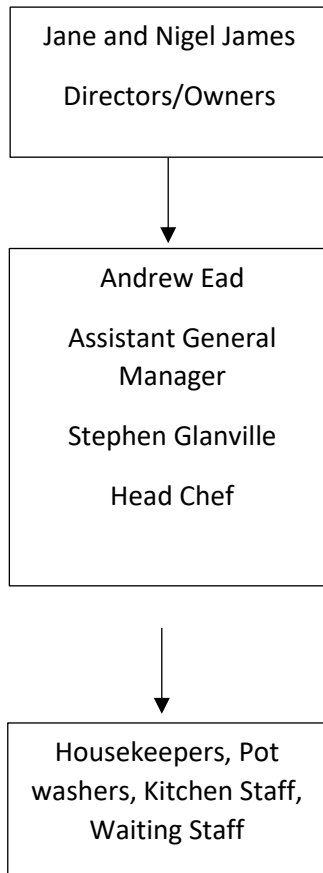 Jane and Nigel James
Directors/Owners
Andrew Ead
Assistant General
Manager
Stephen Glanville
Head Chef
Housekeepers, Pot
washers, Kitchen Staff,
Waiting Staff